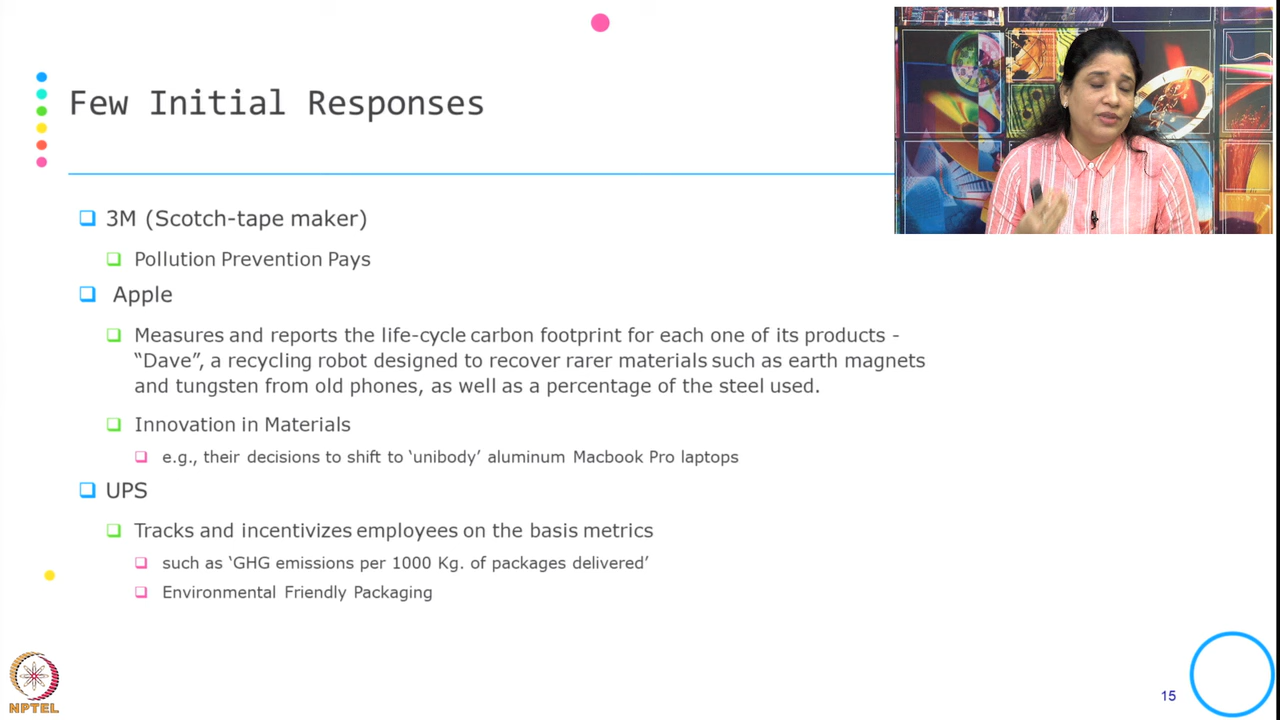 Few Initial Responses
3M (Scotch-tape maker)
Pollution Prevention Pays
Apple
Measures and reports the life-cycle carbon footprint for each one of its products -
“Dave”, a recycling robot designed to recover rarer materials such as earth magnets
and tungsten from old phones, as well as a percentage of the steel used.
Innovation in Materials
e.g., their decisions to shift to ‘unibody’ aluminum Macbook Pro laptops
UPS
Tracks and incentivizes employees on the basis metrics
such as ‘GHG emissions per 1000 Kg. of packages delivered’
Environmental Friendly Packaging
NPTEL
15